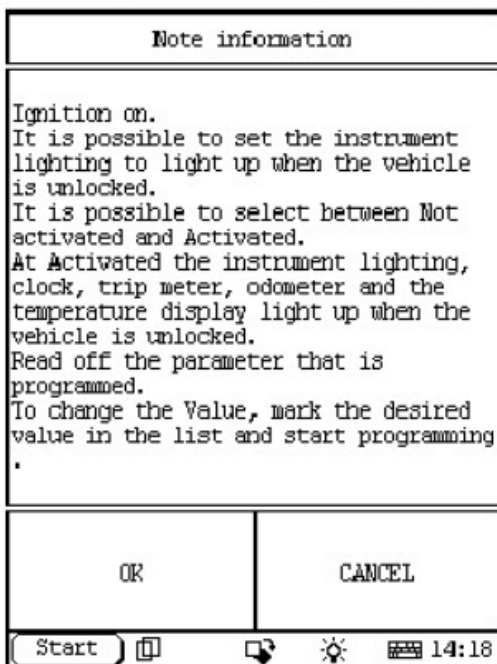 Note information
Ignition on.
It is possible to set the instrument
lighting to light up when the vehicle
is unlocked.
It is possible to select between Not
activated and Activated.
At Activated the instrument lighting,
clock, trip meter, odometer and the
temperature display light up when the
vehicle is unlocked.
Read off the parameter that is
programmed.
To change the Value, mark the desired
value in the list and start programming
.
OK
CANCEL
Start
14:18